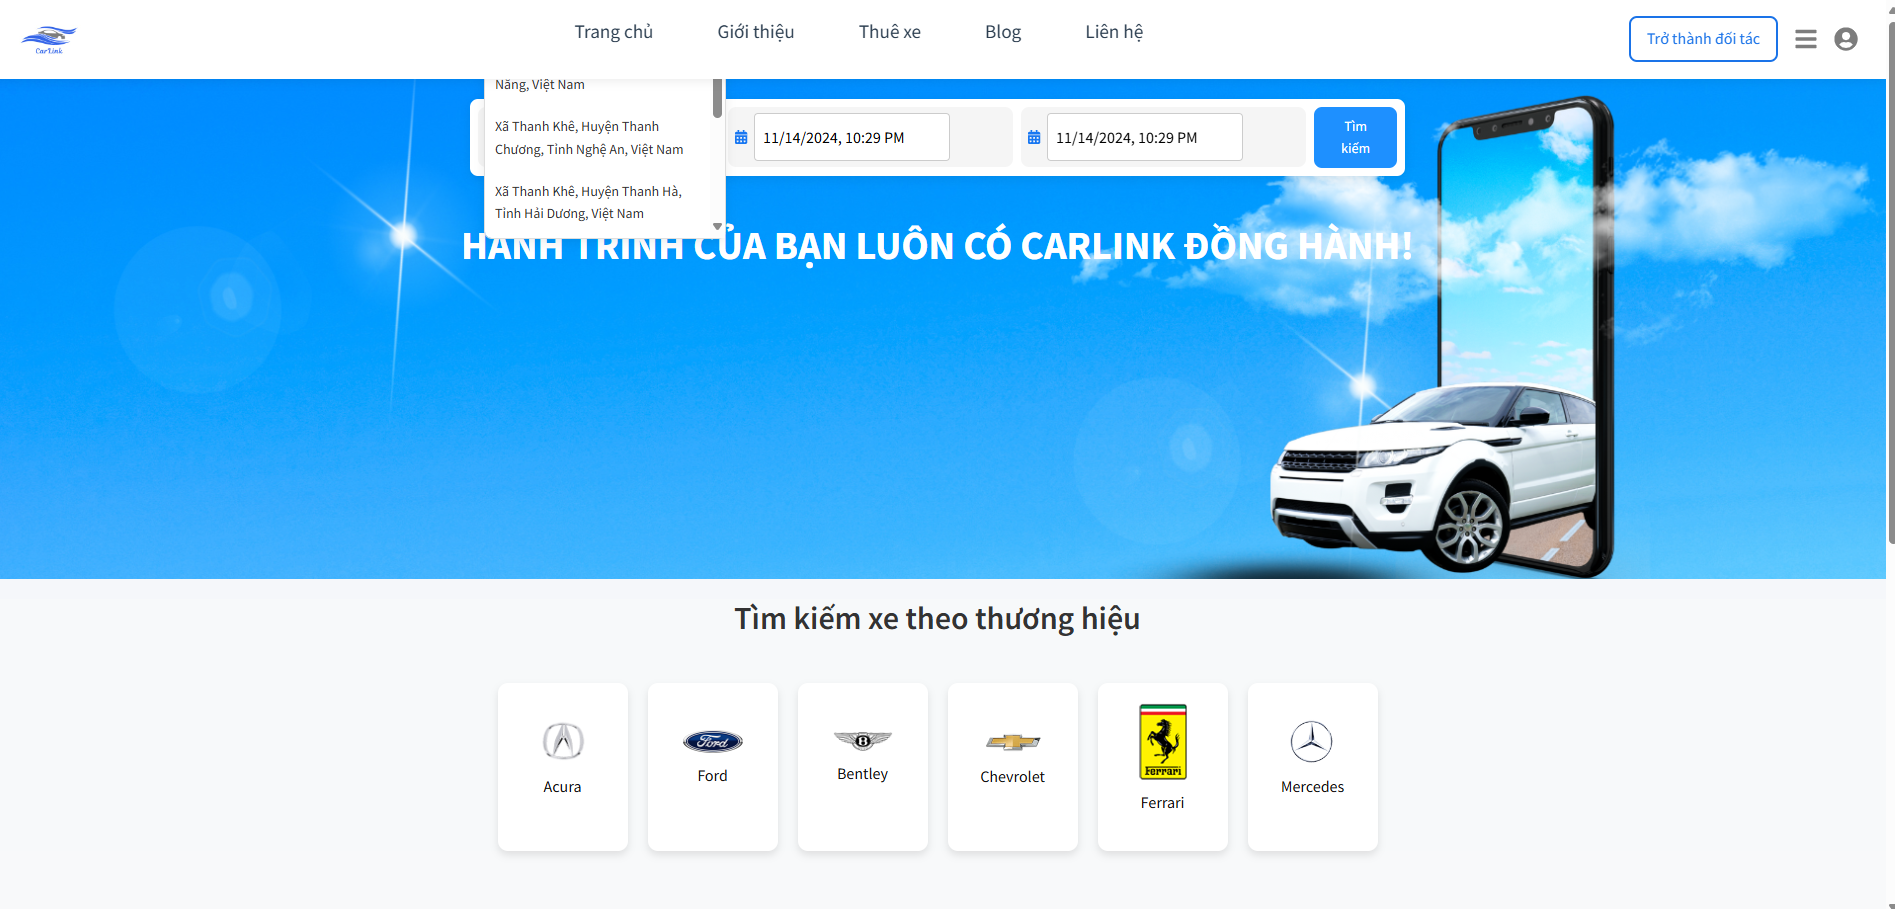 CarLink
Trang chủ
Giới thiệu
Thuê xe
Blog
Liên hệ
Trở thành đối tác
Nẵng, Việt Nam
Xã Thanh Khê, Huyện Thanh
Chương, Tỉnh Nghệ An, Việt Nam
Xã Thanh Khê, Huyện Thanh Hà,
Tỉnh Hải Dương, Việt Nam
11/14/2024, 10:29 PM
11/14/2024, 10:29 PM
Tìm
kiếm
HÀNH TRÌNH CỦA BẠN LUÔN CÓ CARLINK ĐỒNG HÀNH!
Tìm kiếm xe theo thương hiệu
Acura
Ford
Ford
B
Bentley
Chevrolet
Ferrari
Ferrari
Mercedes